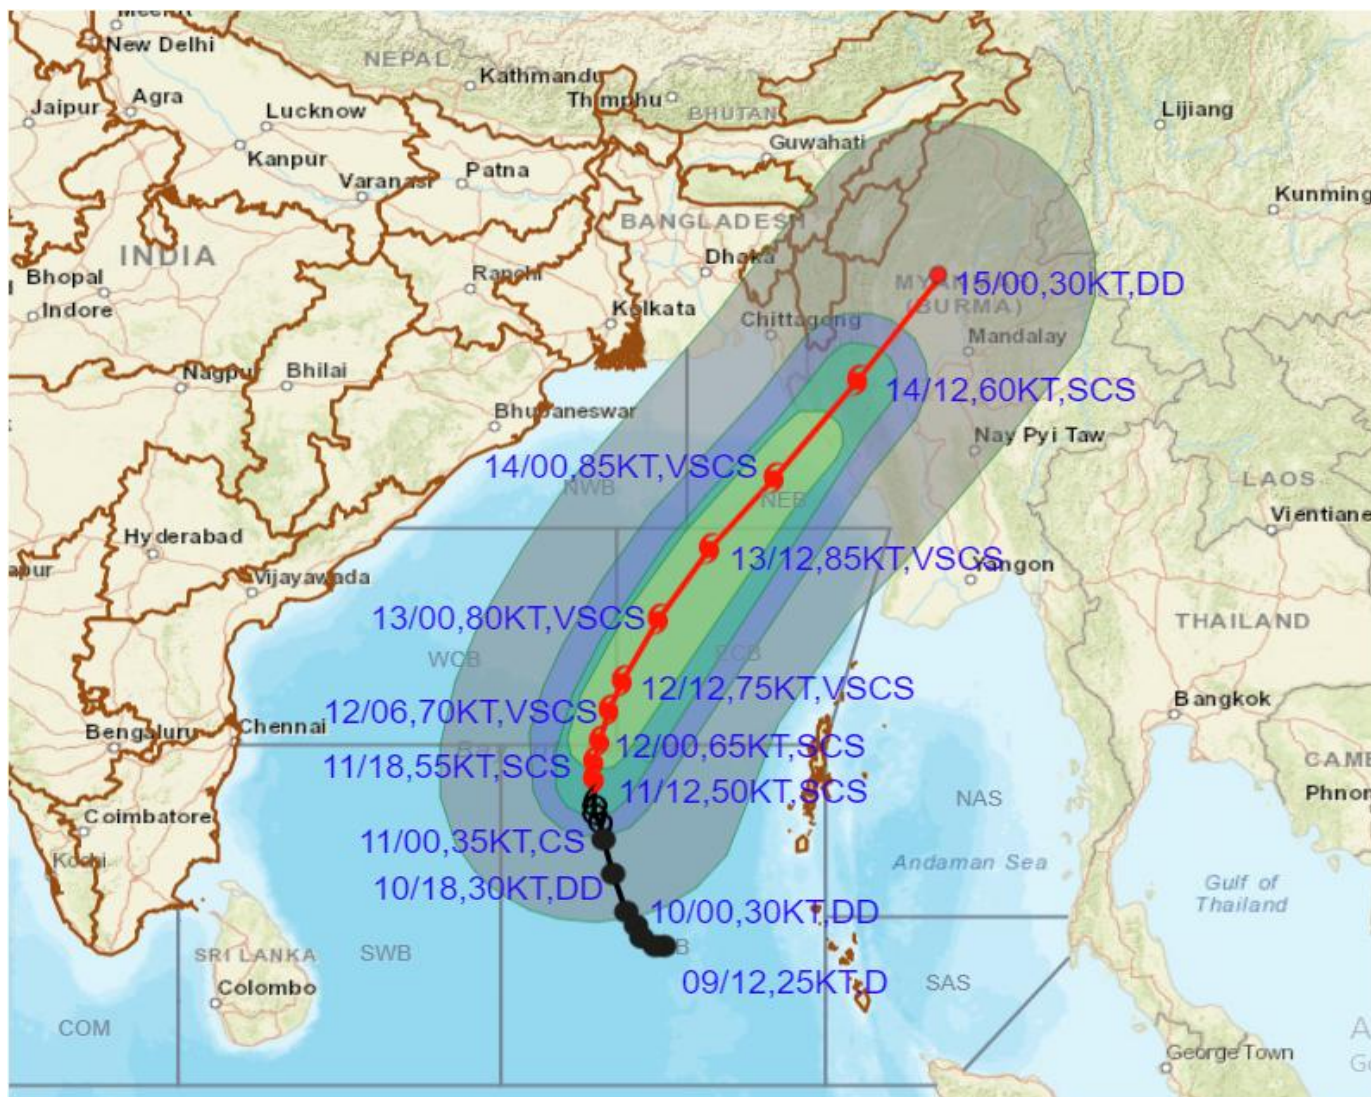 New Delhi
NEPAL
Kathmandu
Jaipur
Agra
Lucknow
Thimphu
BHUTAN
Lijiang
Kanpur
Guwahati
Varanasi
Patna
Kunming
BANGLADESH
INDIA
Dhaka
Bhopal
Ranchi
15/00,30KT,DD
(BURMA)
Indore
Kolkata
Chittagong
Mandalay
Nagpur
Bhilai
14/12,60KT,SCS
Bhubaneswar
Nay Pyi Taw
14/00,85KT,VSCS
NWB
NEB
LAOS
Vientiane
Hyderabad
13/12,85KT,VSCS
Yangon
apur
Vijayawada
13/00,80KT,VSCS
THAILAND
WCB
ECB
12/12,75KT,VSCS
Bangkok
12/06,70KT,VSCS
Chennai
Bengaluru
12/00,65KT,SCS
11/18,55KT,SCS
CAMB
11/12,50KT,SCS
NAS
Phnom
Coimbatore
11/00,35KT,CS
Kochi
Andaman Sea
10/18,30KT,DD
Gulf of
Thailand
10/00,30KT,DD
SRI LANKA
SWB
Colombo
09/12,25KT,D
SAS
COM
George Town